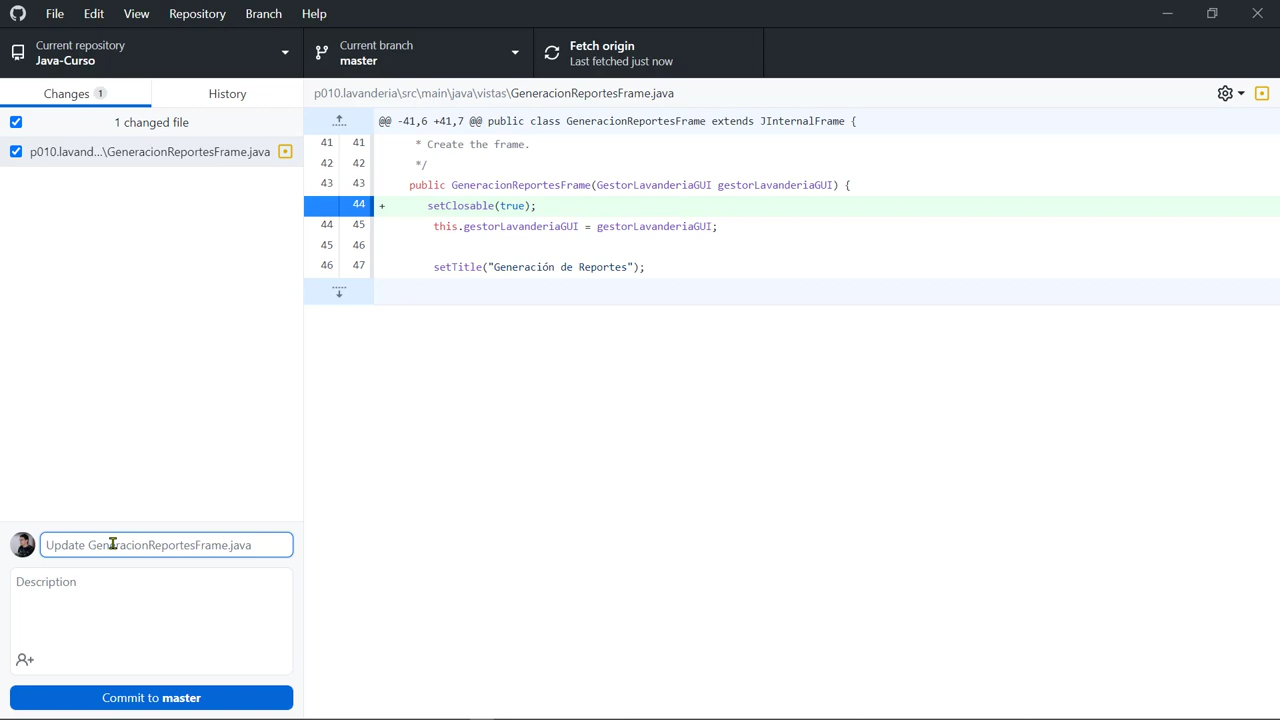 File Edit View Repository Branch Help
Current repository
Java-Curso
Current branch
master
Fetch origin
Last fetched just now
Changes 1
History
p010.lavanderia\src\main\java\vistas\GeneracionReportesFrame.java
1 changed file
p010.lavand...\GeneracionReportesFrame.java
@@ -41,6 +41,7 @@ public class GeneracionReportesFrame extends JInternalFrame {
41 41 * Create the frame.
42 42 */
43 43 public GeneracionReportesFrame(GestorLavanderiaGUI gestorLavanderiaGUI) {
44 + setClosable(true);
44 45 this.gestorLavanderiaGUI = gestorLavanderiaGUI;
45 46
46 47 setTitle("Generación de Reportes");
Update GeneracionReportesFrame.java
Description
Commit to master